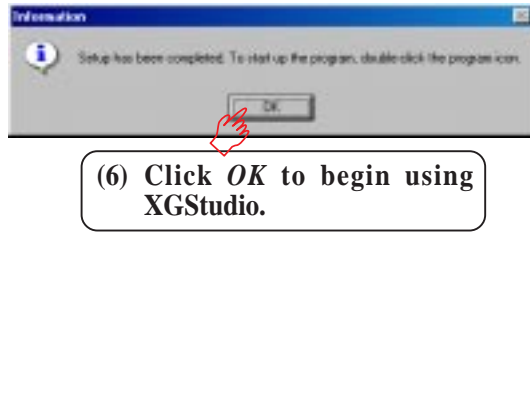 Information
Setup has been completed. To start up the program, double-click the program icon.
OK
(6) Click OK to begin using
XGStudio.